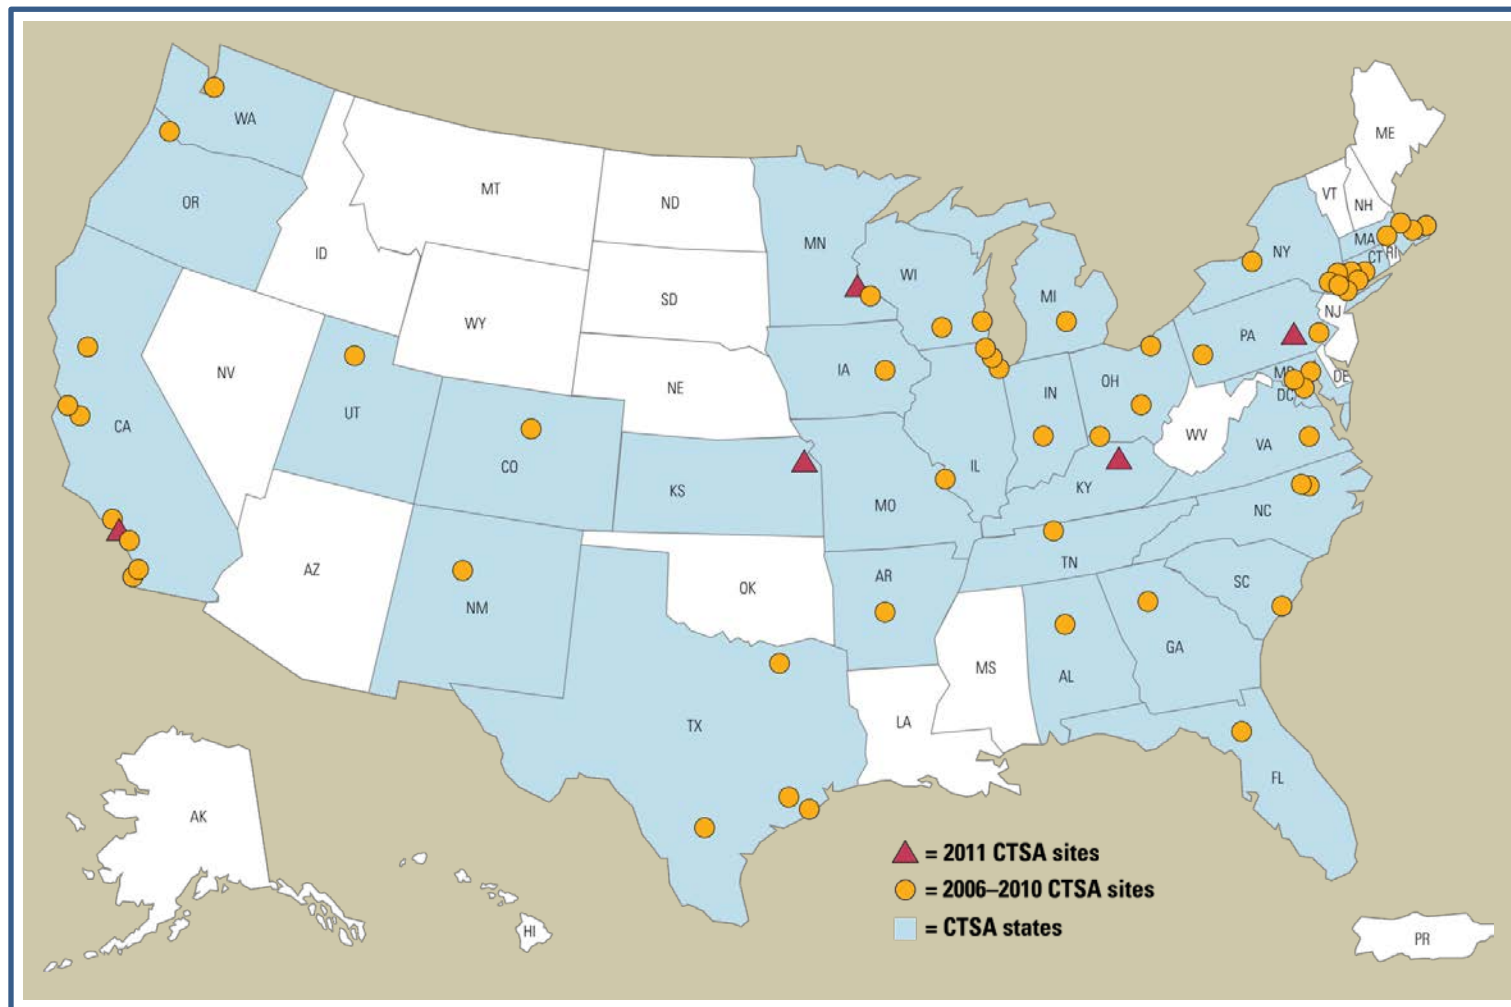 WA
OR
CA
NV
ID
MT
WY
UT
AZ
CO
NM
ND
SD
NE
KS
OK
TX
MN
IA
MO
AR
LA
WI
IL
MS
MI
IN
KY
TN
AL
OH
WV
VA
NC
SC
GA
FL
PA
NY
VT
NH
ME
MA
CT
RI
NJ
DE
MD
DC
AK
HI
PR
= 2011 CTSA sites
= 2006–2010 CTSA sites
= CTSA states